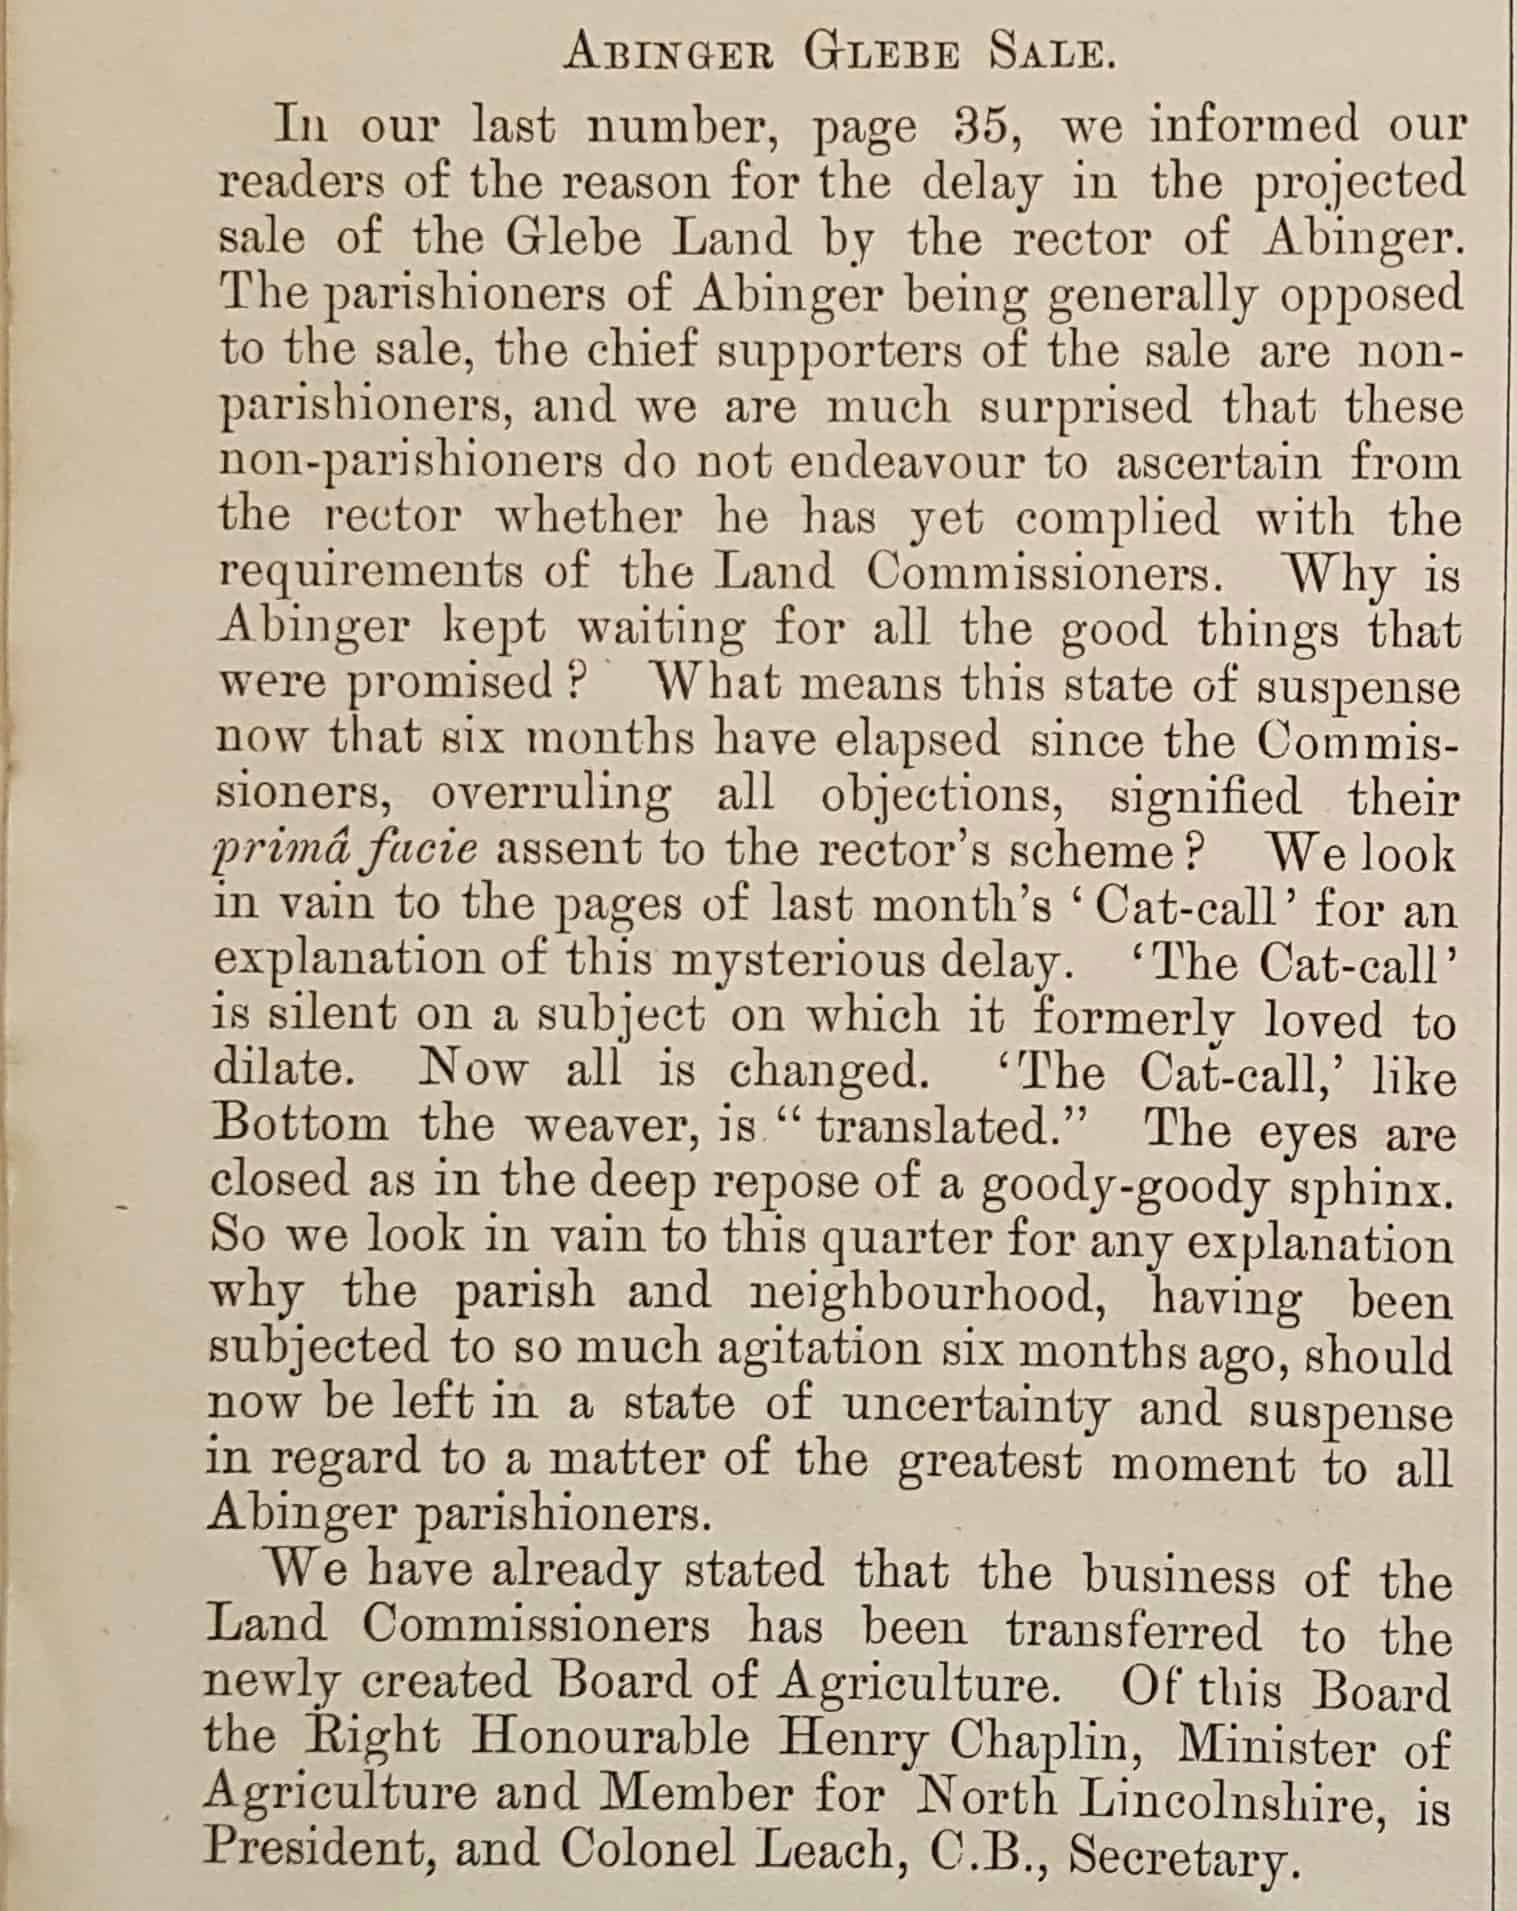 ABINGER GLEBE SALE.
In our last number, page 35, we informed our
readers of the reason for the delay in the projected
sale of the Glebe Land by the rector of Abinger.
The parishioners of Abinger being generally opposed
to the sale, the chief supporters of the sale are non-
parishioners, and we are much surprised that these
non-parishioners do not endeavour to ascertain from
the rector whether he has yet complied with the
requirements of the Land Commissioners. Why is
Abinger kept waiting for all the good things that
were promised? What means this state of suspense
now that six months have elapsed since the Commis-
sioners, overruling all objections, signified their
primâ facie assent to the rector's scheme? We look
in vain to the pages of last month's ‘Cat-call’ for an
explanation of this mysterious delay. ‘The Cat-call’
is silent on a subject on which it formerly loved to
dilate. Now all is changed. ‘The Cat-call,’ like
Bottom the weaver, is “translated.” The eyes are
closed as in the deep repose of a goody-goody sphinx.
So we look in vain to this quarter for any explanation
why the parish and neighbourhood, having been
subjected to so much agitation six months ago, should
now be left in a state of uncertainty and suspense
in regard to a matter of the greatest moment to all
Abinger parishioners.
We have already stated that the business of the
Land Commissioners has been transferred to the
newly created Board of Agriculture. Of this Board
the Right Honourable Henry Chaplin, Minister of
Agriculture and Member for North Lincolnshire, is
President, and Colonel Leach, C.B., Secretary.